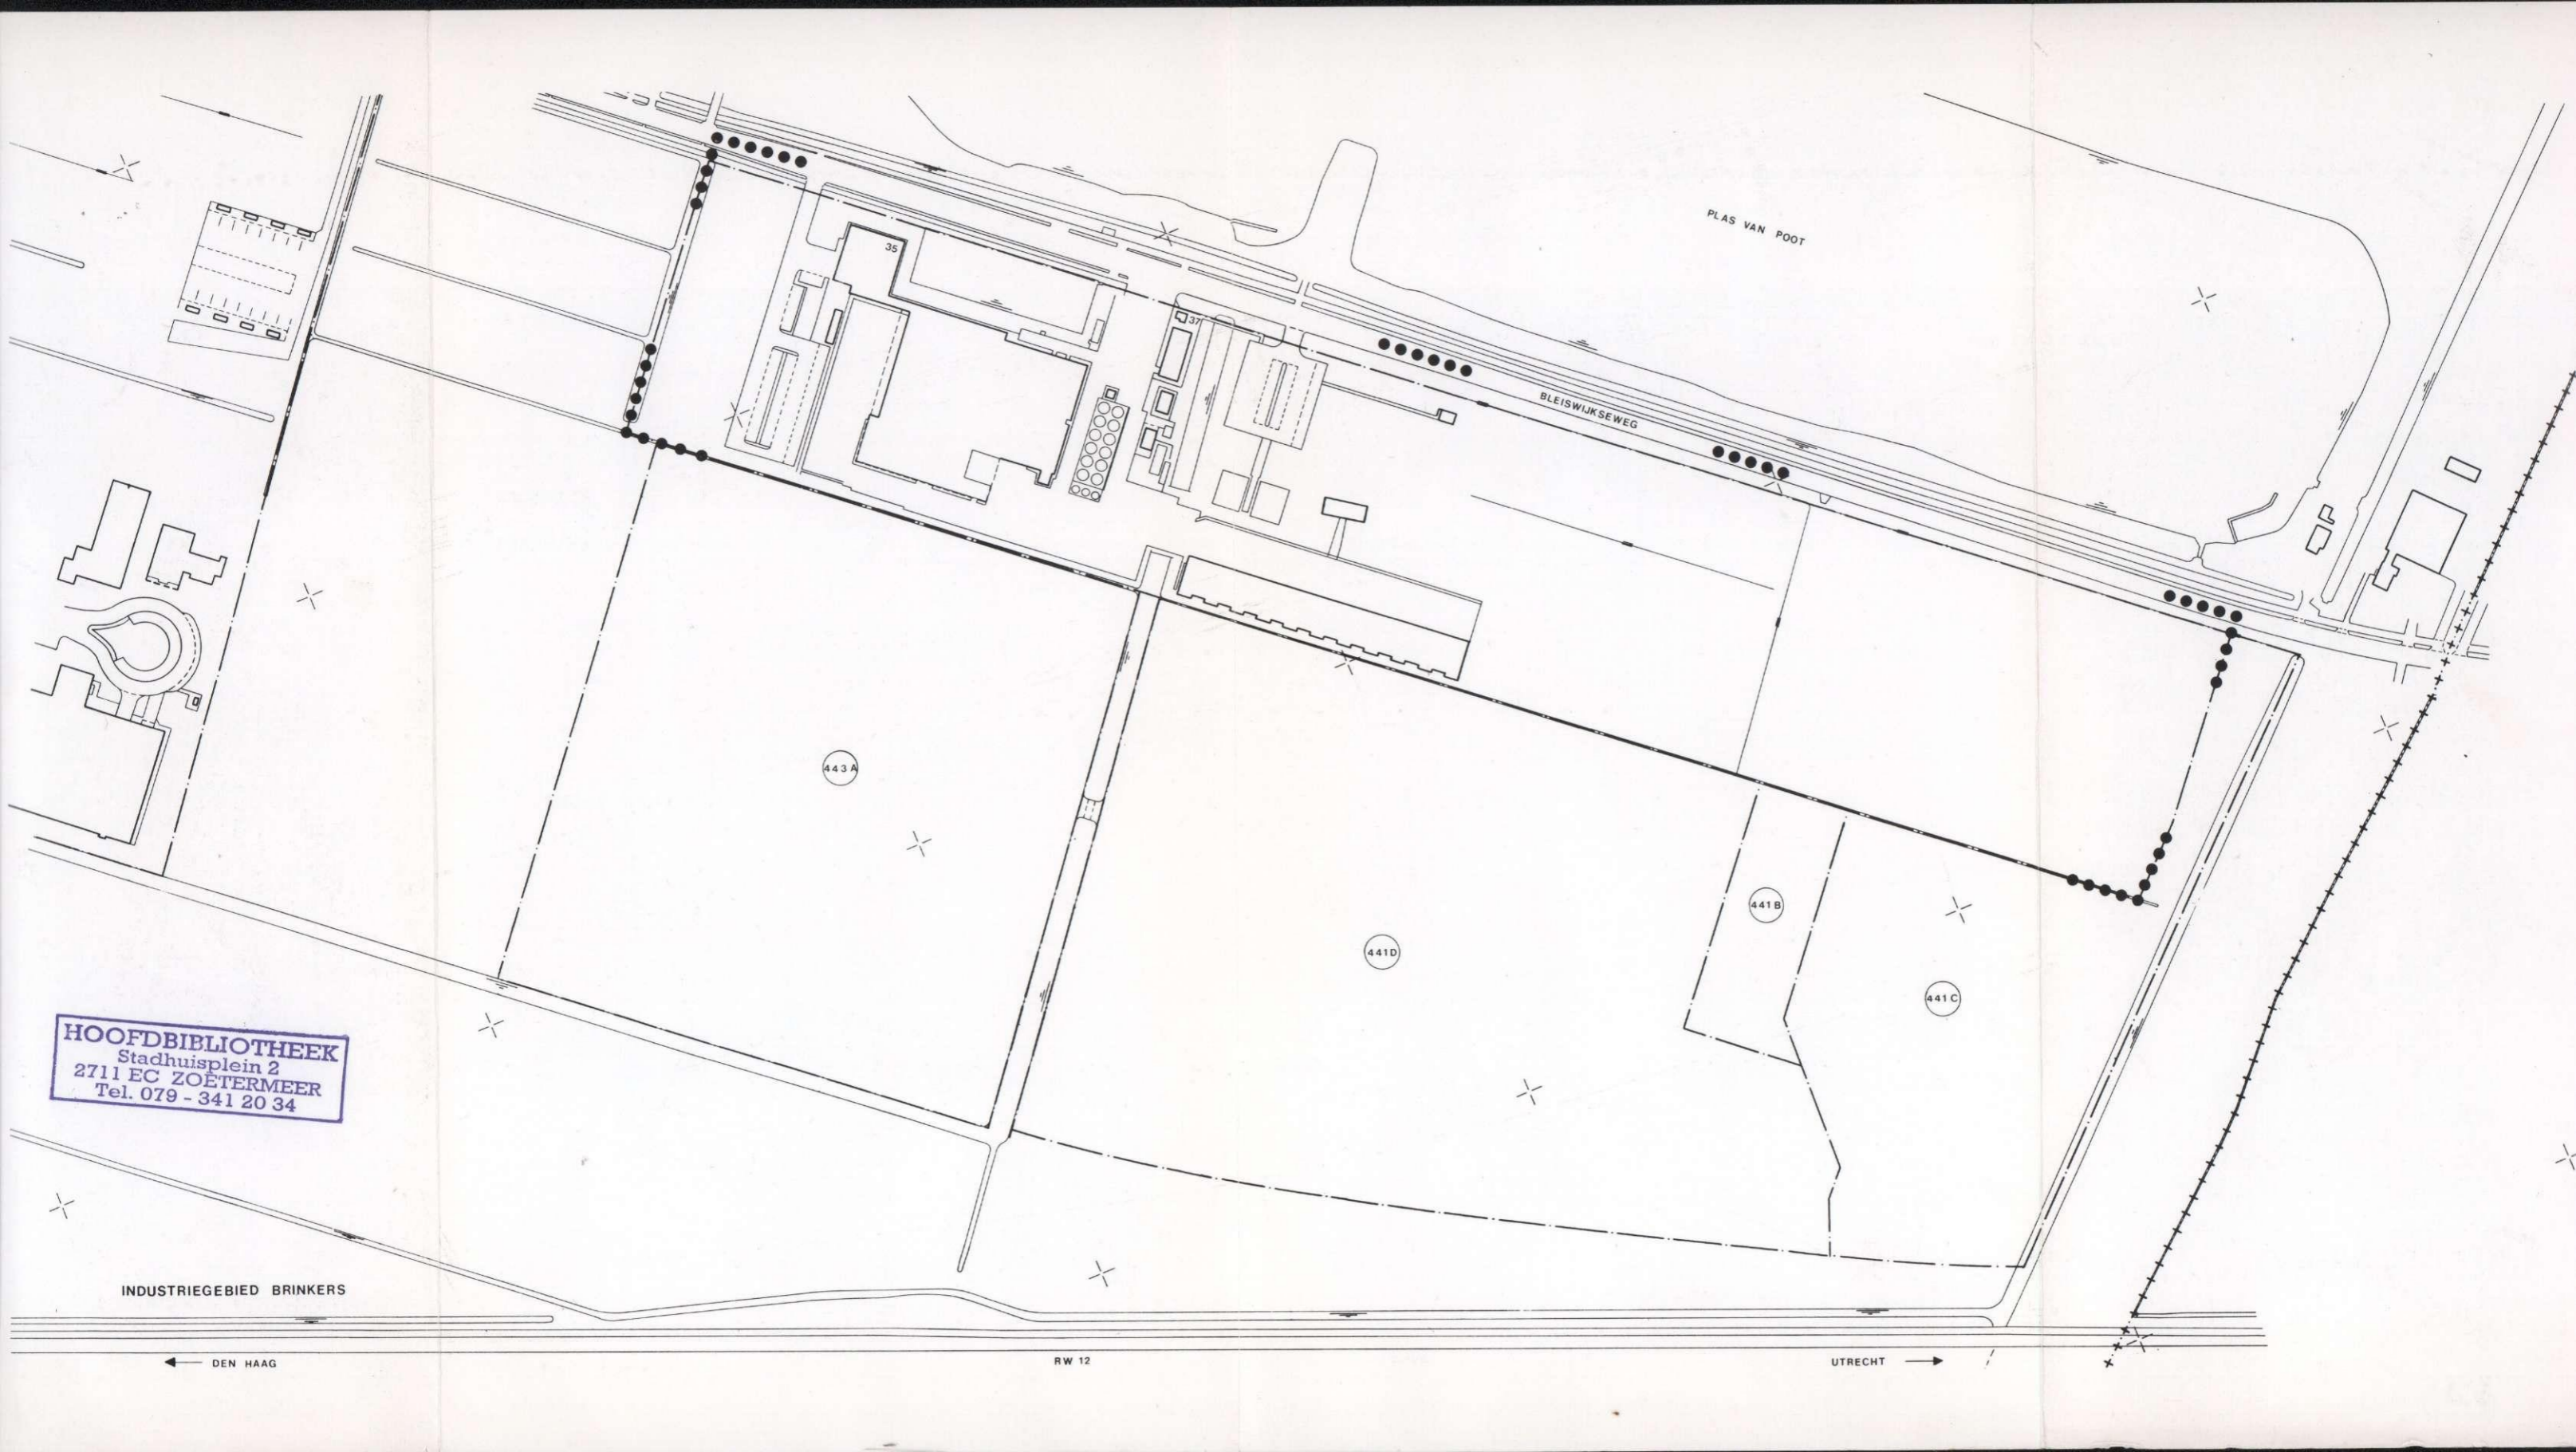 PLAS VAN POOT
35
37
BLEISWIJKSEWEG
443 A
441B
441D
441 C
HOOFDBIBLIOTHEEK
Stadhuisplein 2
2711 EC ZOETERMEER
Tel. 079 - 341 20 34
INDUSTRIEGEBIED BRINKERS
DEN HAAG
RW 12
UTRECHT